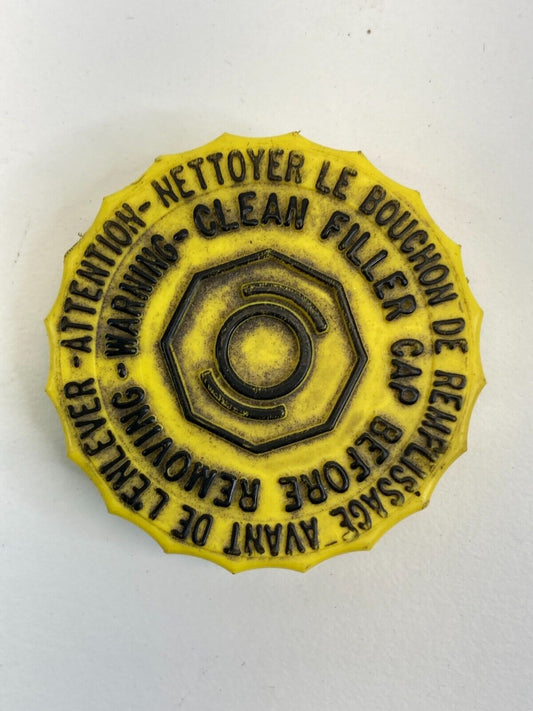 ATTENTION-NETTOYER LE BOUCHON DE REMPLISSAGE AVANT DE L'ENLEVER-
WARNING-CLEAN FILLER CAP BEFORE REMOVING-